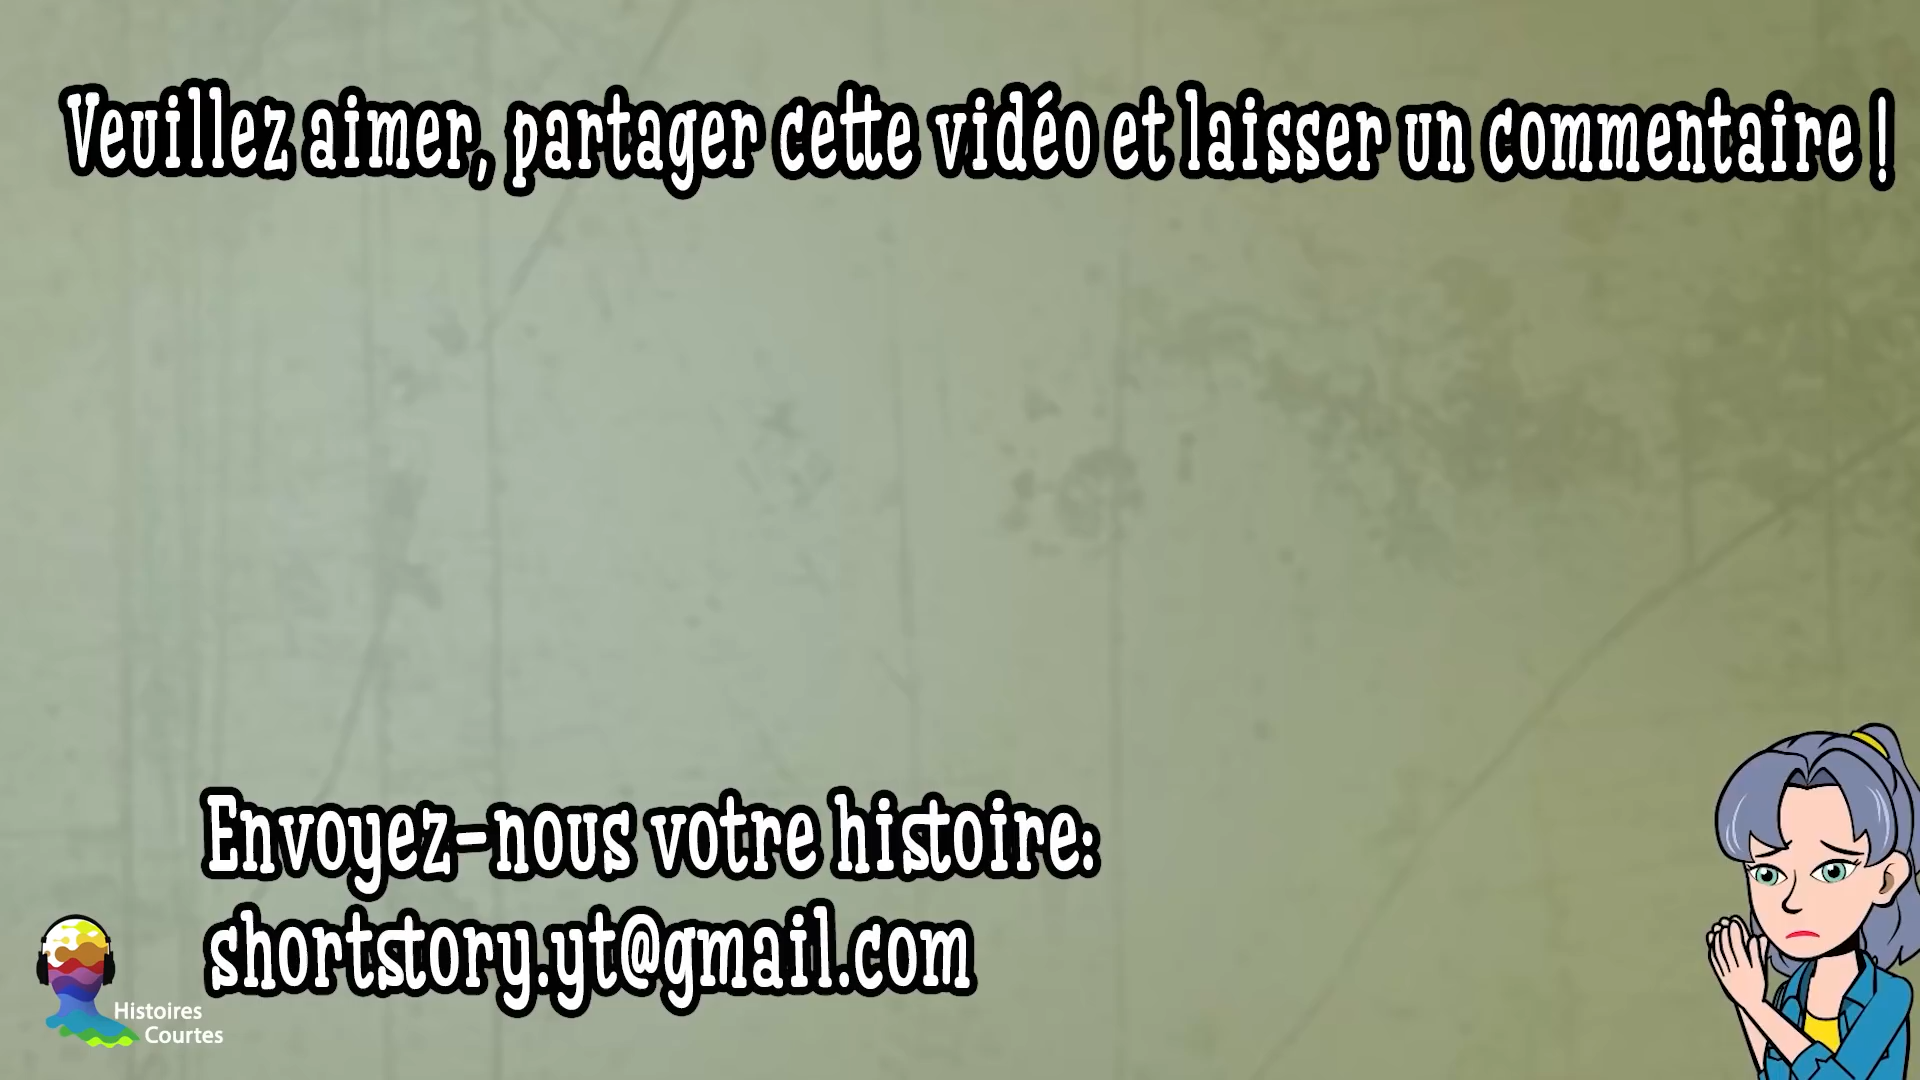 Veuillez aimer, partager cette vidéo et laisser un commentaire !
Envoyez-nous votre histoire:
shortstory.yt@gmail.com
Histoires
Courtes